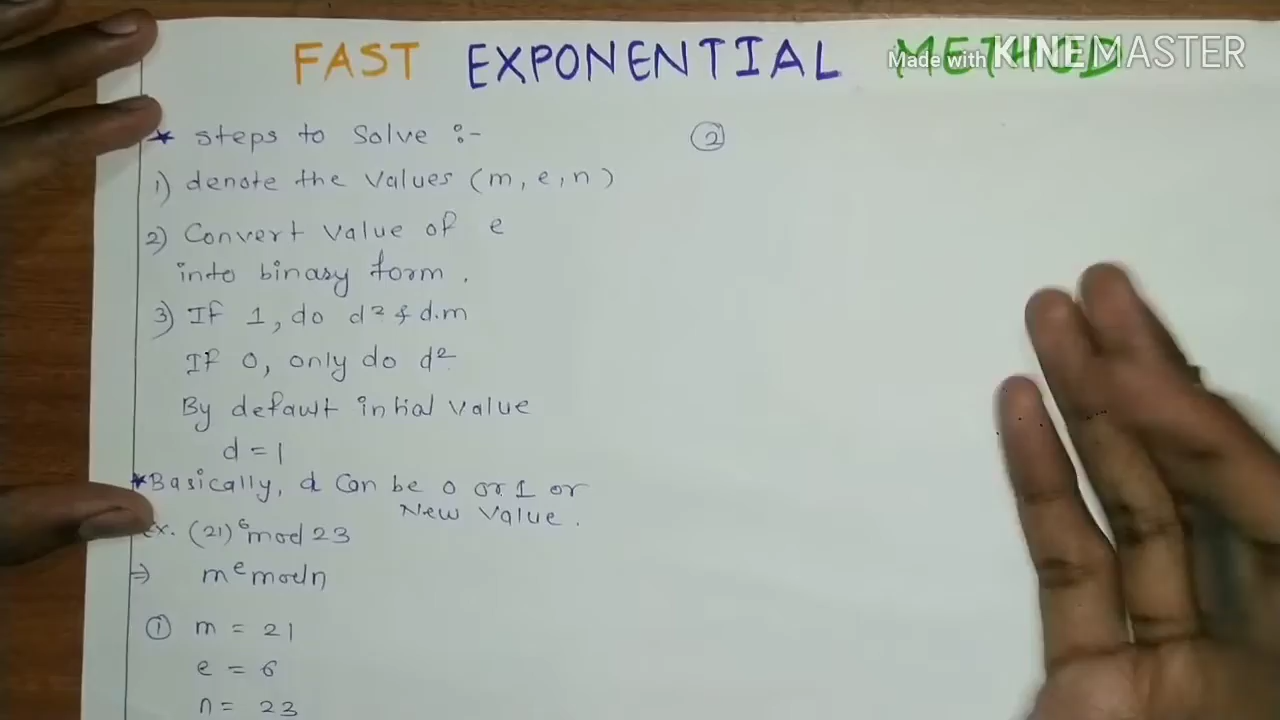 FAST EXPONENTIAL METHOD
Made with KINEMASTER
* steps to solve :-
1) denote the values (m, e, n)
2) Convert value of e
into binary form.
3) If 1, do d² & d.m
If 0, only do d²
By default intial value
d = 1
* Basically, d can be 0 or 1 or
New value.
Ex. (21)⁶ mod 23
⇒ mᵉ mod n
① m = 21
e = 6
n = 23
②